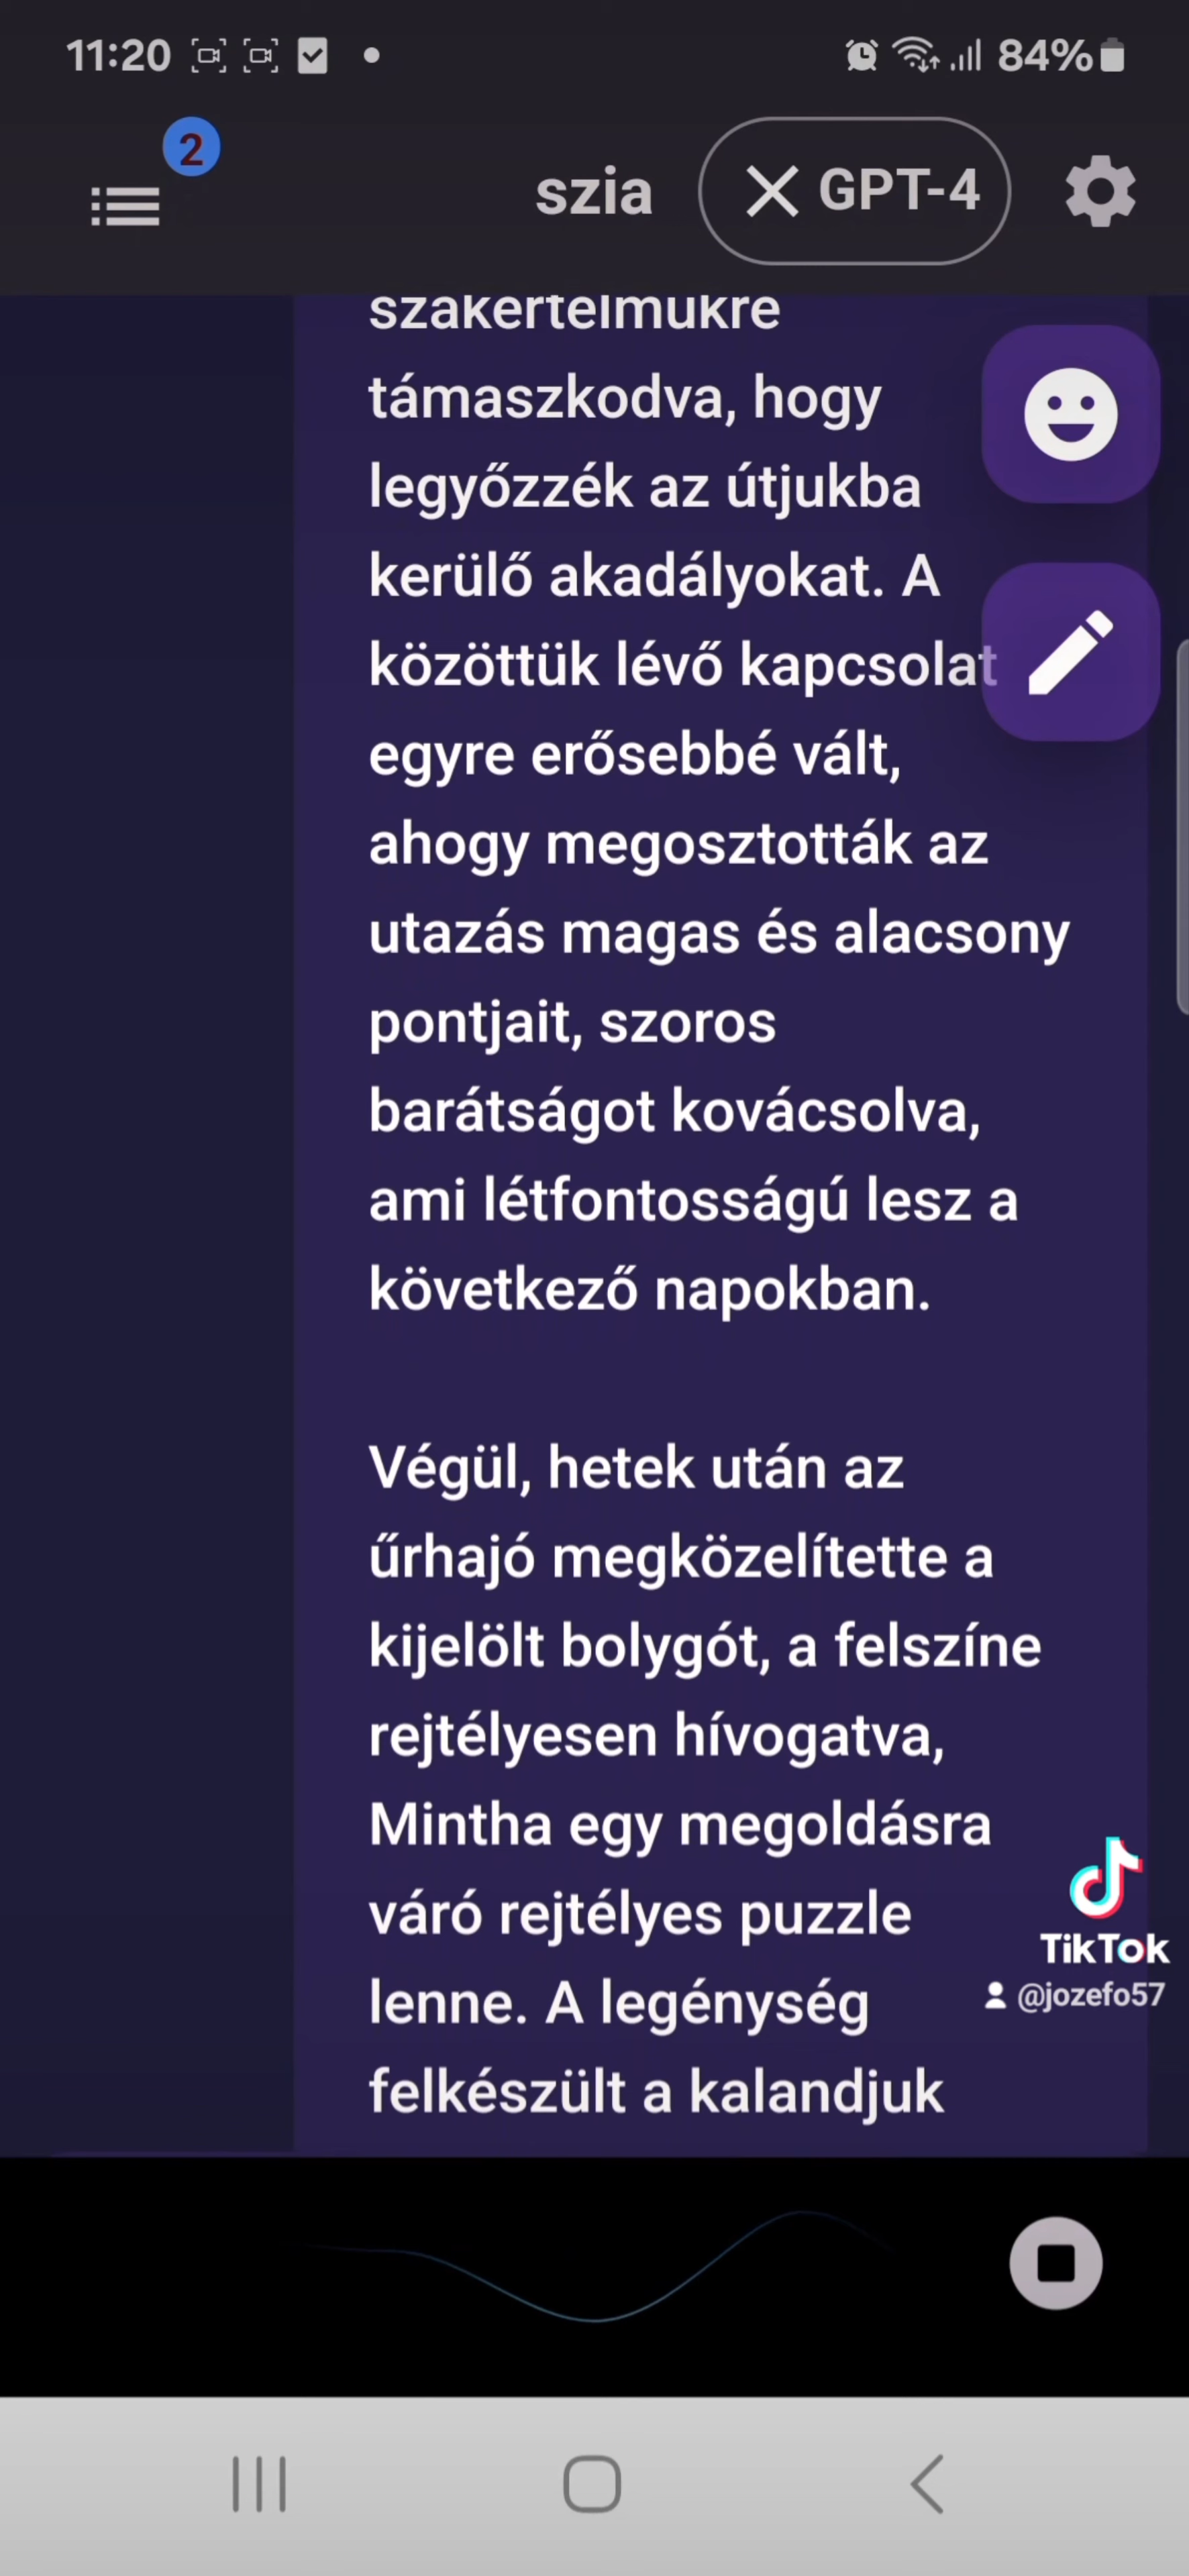 11:20
84%
2
szia
GPT-4
szakértelmükre
támaszkodva, hogy
legyőzzék az útjukba
kerülő akadályokat. A
közöttük lévő kapcsolat
egyre erősebbé vált,
ahogy megosztották az
utazás magas és alacsony
pontjait, szoros
barátságot kovácsolva,
ami létfontosságú lesz a
következő napokban.
Végül, hetek után az
űrhajó megközelítette a
kijelölt bolygót, a felszíne
rejtélyesen hívogatva,
Mintha egy megoldásra
váró rejtélyes puzzle
lenne. A legénység
felkészült a kalandjuk
TikTok
@jozefo57